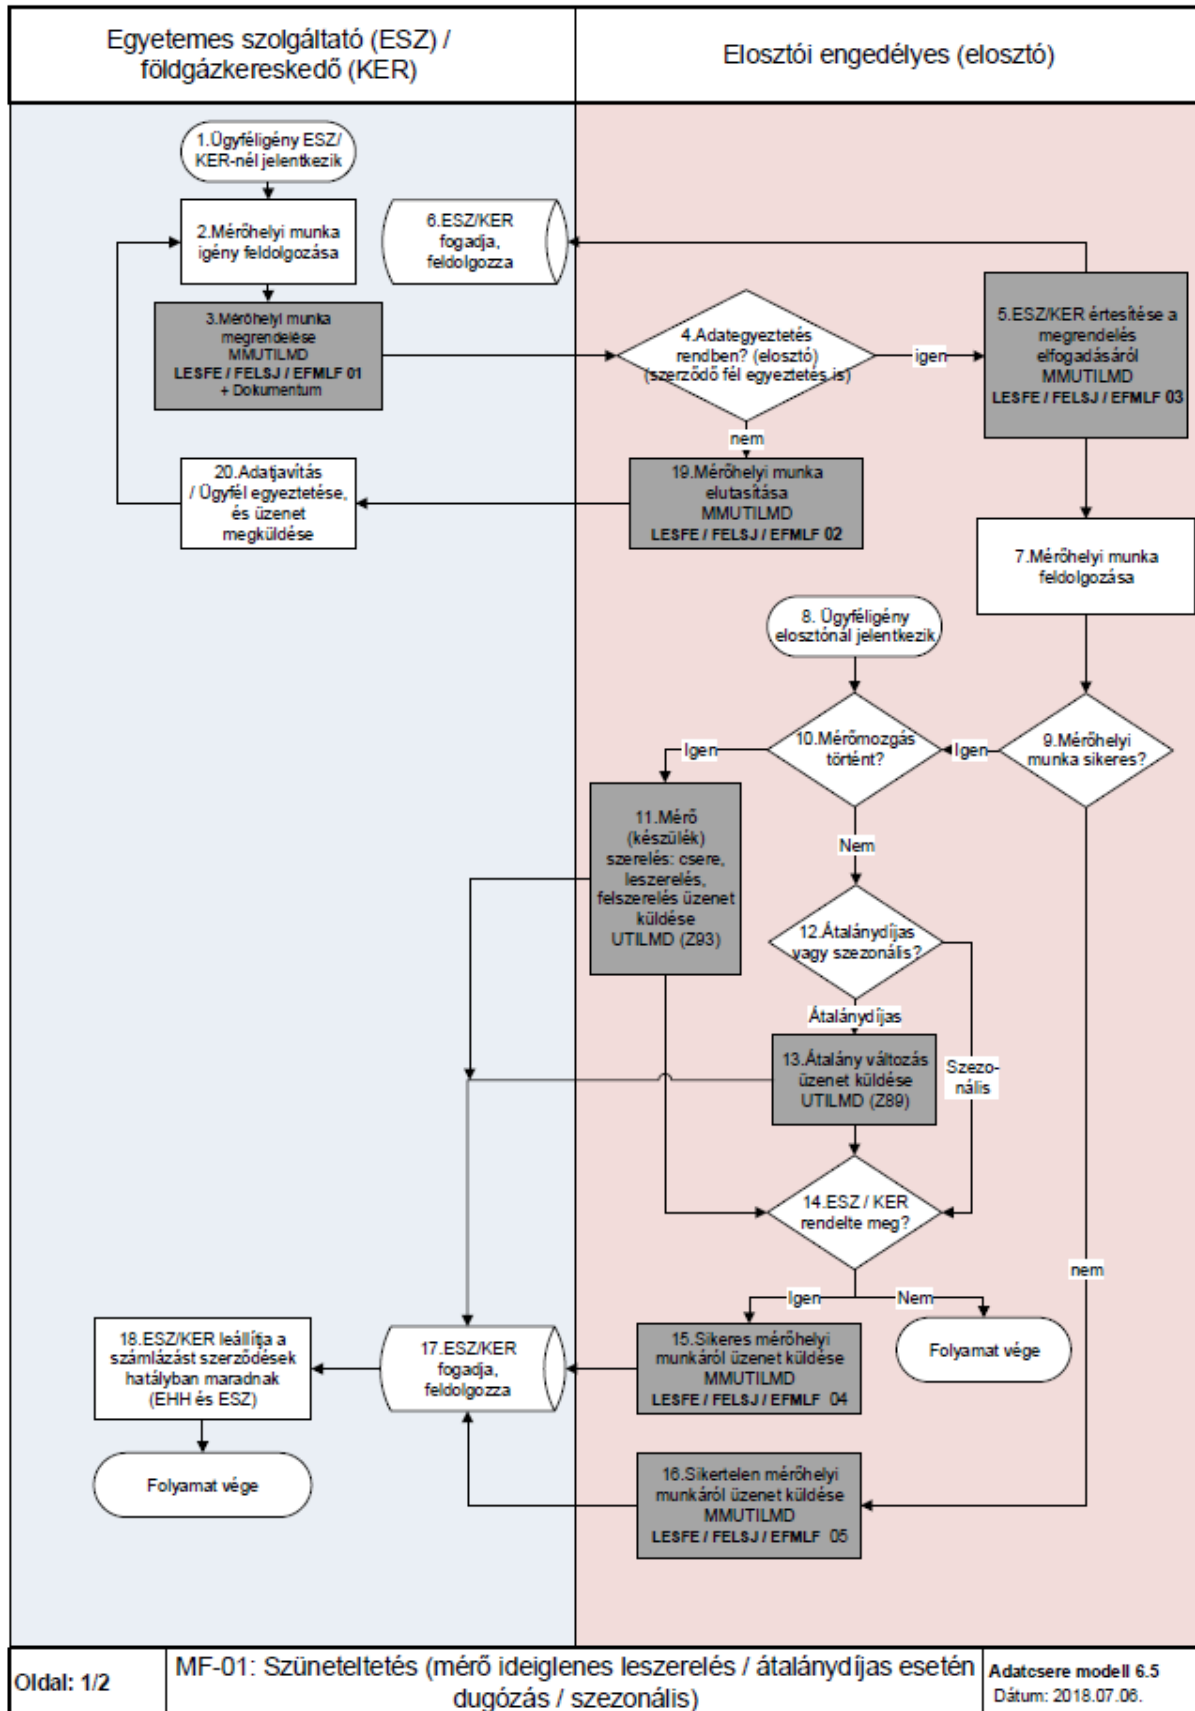 Egyetemes szolgáltató (ESZ) /
földgázkereskedő (KER)
Elosztói engedélyes (elosztó)
1.Ügyféligény ESZ/
KER-nél jelentkezik
2.Mérőhelyi munka
igény feldolgozása
3.Mérőhelyi munka
megrendelése
MMUTILMD
LESFE / FELSJ / EFMLF 01
+ Dokumentum
6.ESZ/KER
fogadja,
feldolgozza
4.Adategyeztetés
rendben? (elosztó)
(szerződő fél egyeztetés is)
igen
5.ESZ/KER értesítése a
megrendelés
elfogadásáról
MMUTILMD
LESFE / FELSJ / EFMLF 03
nem
20.Adatjavítás
/ Ügyfél egyeztetése,
és üzenet
megküldése
19.Mérőhelyi munka
elutasítása
MMUTILMD
LESFE / FELSJ / EFMLF 02
7.Mérőhelyi munka
feldolgozása
8. Ügyféligény
elosztónál jelentkezik
10.Mérőmozgás
történt?
Igen
Igen
9.Mérőhelyi
munka sikeres?
11.Mérő
(készülék)
szerelés: csere,
leszerelés,
felszerelés üzenet
küldése
UTILMD (Z93)
Nem
12.Átalánydíjas
vagy szezonális?
Átalánydíjas
13.Átalány változás
üzenet küldése
UTILMD (Z89)
Szezo-
nális
14.ESZ / KER
rendelte meg?
nem
Igen
Nem
18.ESZ/KER leállítja a
számlázást szerződések
hatályban maradnak
(EHH és ESZ)
17.ESZ/KER
fogadja,
feldolgozza
15.Sikeres mérőhelyi
munkáról üzenet küldése
MMUTILMD
LESFE / FELSJ / EFMLF 04
Folyamat vége
Folyamat vége
16.Sikertelen mérőhelyi
munkáról üzenet küldése
MMUTILMD
LESFE / FELSJ / EFMLF 05
Oldal: 1/2
MF-01: Szüneteltetés (mérő ideiglenes leszerelés / átalánydíjas esetén
dugózás / szezonális)
Adatcsere modell 6.5
Dátum: 2018.07.06.